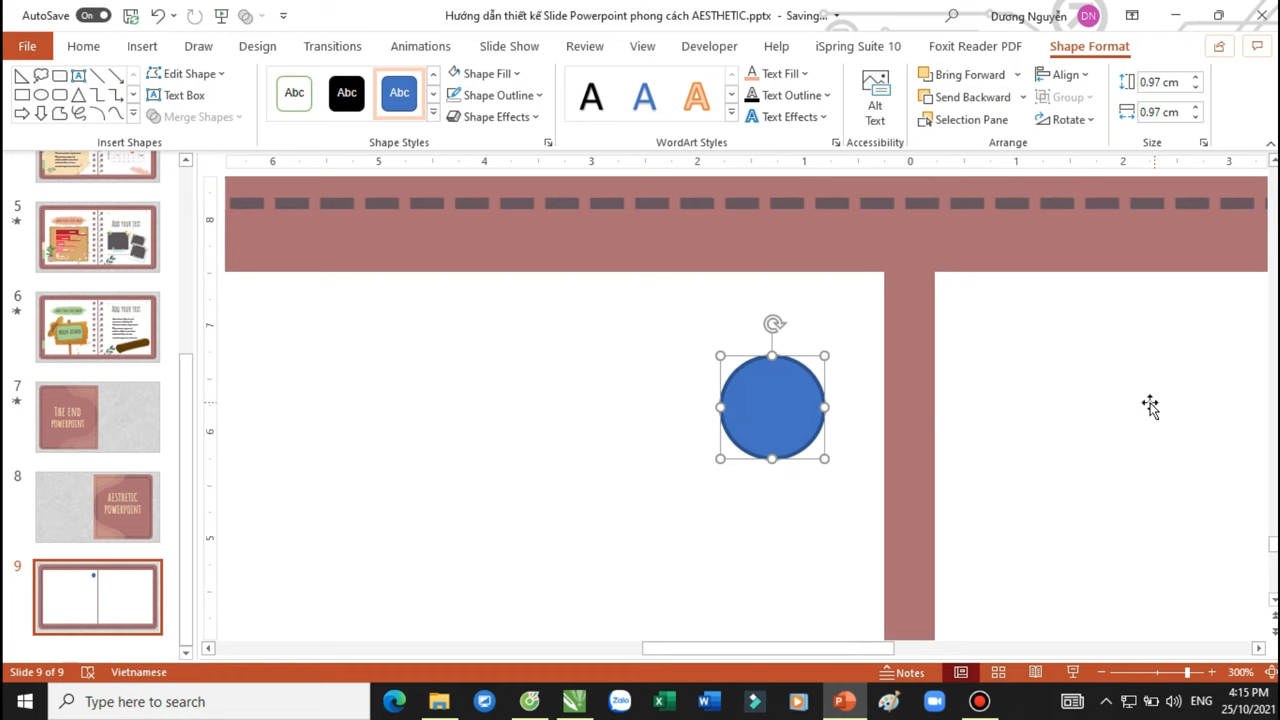 AutoSave On Hướng dẫn thiết kế Slide Powerpoint phong cách AESTHETIC.pptx - Saving... Dương Nguyễn DN
File Home Insert Draw Design Transitions Animations Slide Show Review View Developer Help iSpring Suite 10 Foxit Reader PDF Shape Format
Edit Shape
Text Box
Merge Shapes
Insert Shapes
Abc Abc Abc
Shape Fill
Shape Outline
Shape Effects
Shape Styles
A A A
Text Fill
Text Outline
Text Effects
WordArt Styles
Alt
Text
Accessibility
Bring Forward
Send Backward
Selection Pane
Align
Group
Rotate
Arrange
0.97 cm
0.97 cm
Size
6 5 4 3 2 1 0 1 2 3
8
7
6
5
5
ADD YOUR TEXT
6
ADD YOUR TEXT
7
THE END
POWERPOINT
8
AESTHETIC
POWERPOINT
9
Slide 9 of 9 Vietnamese Notes 300%
Type here to search
Zalo
ENG
4:15 PM
25/10/2021